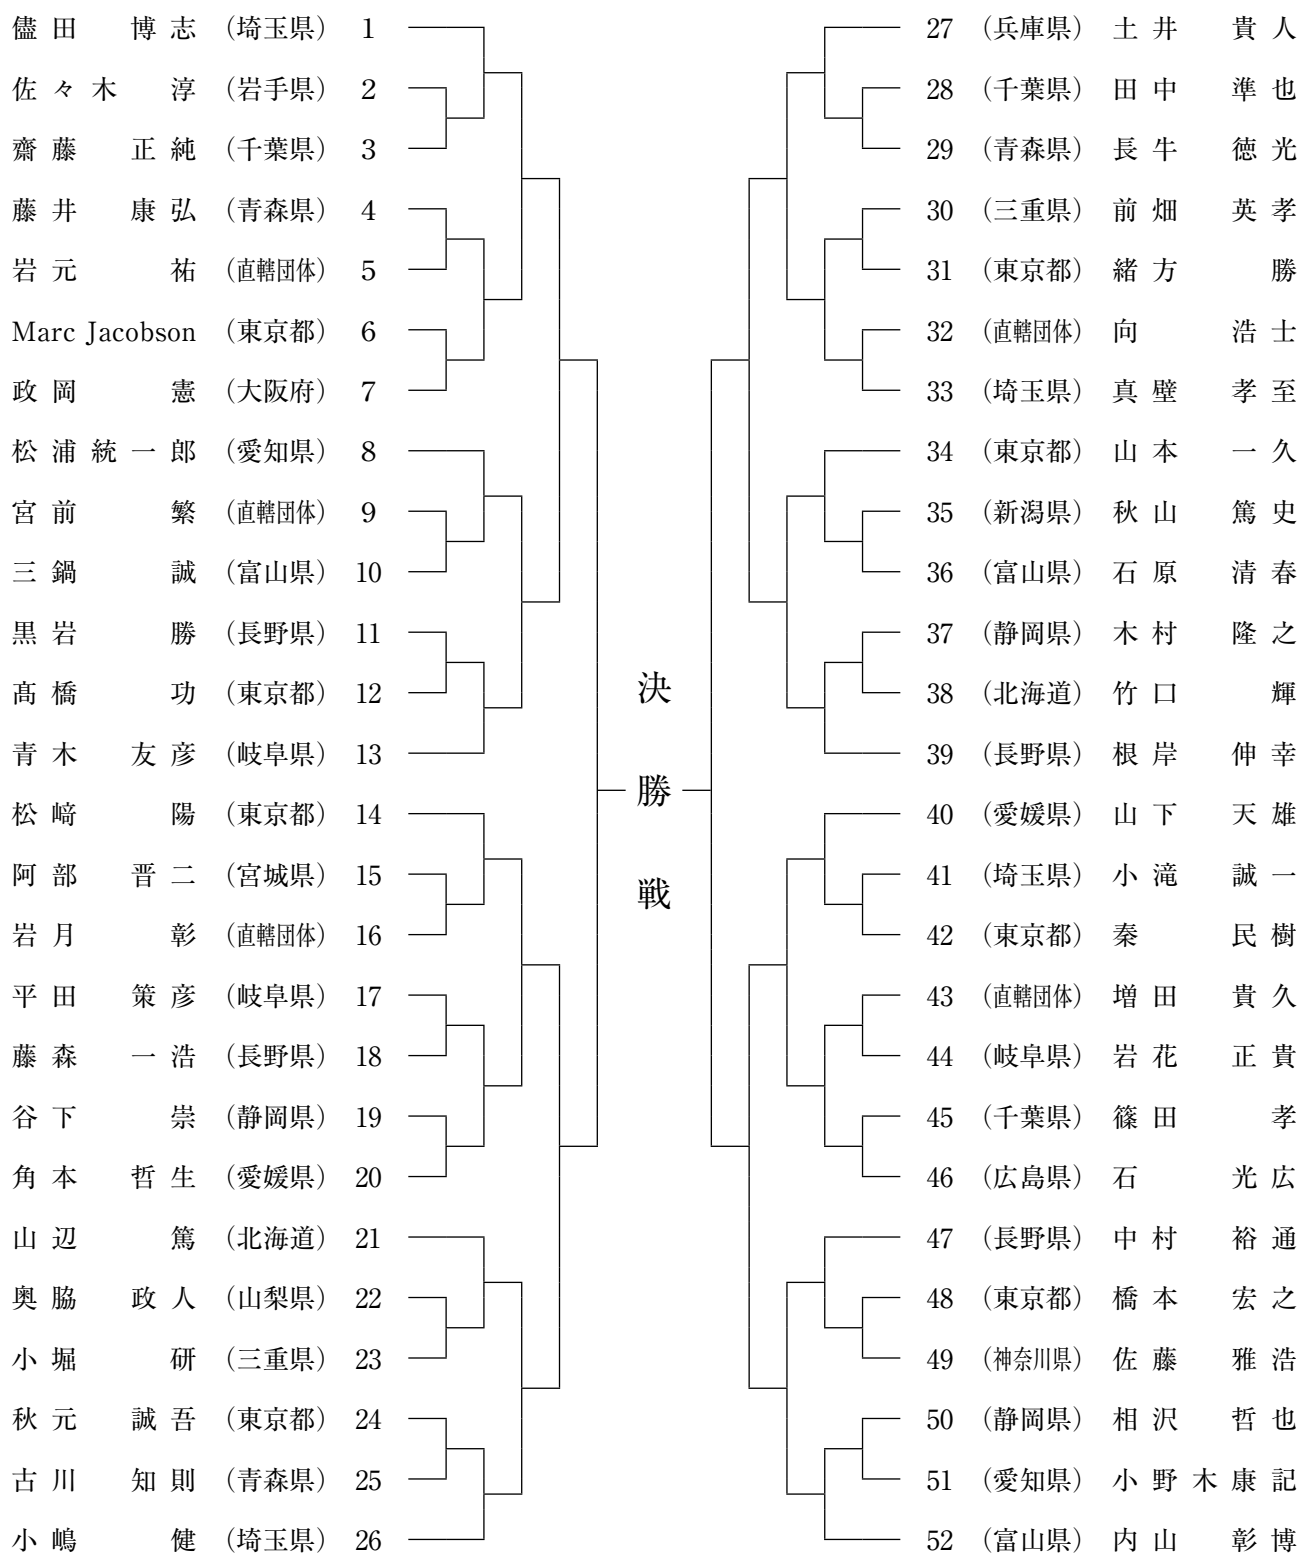 儘田 博志 （埼玉県） 1
佐々木 淳 （岩手県） 2
齋藤 正純 （千葉県） 3
藤井 康弘 （青森県） 4
岩元 祐 （直轄団体） 5
Marc Jacobson （東京都） 6
政岡 憲 （大阪府） 7
松浦統一郎 （愛知県） 8
宮前 繁 （直轄団体） 9
三鍋 誠 （富山県） 10
黒岩 勝 （長野県） 11
髙橋 功 （東京都） 12
青木 友彦 （岐阜県） 13
松﨑 陽 （東京都） 14
阿部 晋二 （宮城県） 15
岩月 彰 （直轄団体） 16
平田 策彦 （岐阜県） 17
藤森 一浩 （長野県） 18
谷下 崇 （静岡県） 19
角本 哲生 （愛媛県） 20
山辺 篤 （北海道） 21
奥脇 政人 （山梨県） 22
小堀 研 （三重県） 23
秋元 誠吾 （東京都） 24
古川 知則 （青森県） 25
小嶋 健 （埼玉県） 26
決勝戦
27 （兵庫県） 土井 貴人
28 （千葉県） 田中 準也
29 （青森県） 長牛 徳光
30 （三重県） 前畑 英孝
31 （東京都） 緒方 勝
32 （直轄団体） 向 浩士
33 （埼玉県） 真壁 孝至
34 （東京都） 山本 一久
35 （新潟県） 秋山 篤史
36 （富山県） 石原 清春
37 （静岡県） 木村 隆之
38 （北海道） 竹口 輝
39 （長野県） 根岸 伸幸
40 （愛媛県） 山下 天雄
41 （埼玉県） 小滝 誠一
42 （東京都） 秦 民樹
43 （直轄団体） 増田 貴久
44 （岐阜県） 岩花 正貴
45 （千葉県） 篠田 孝
46 （広島県） 石 光広
47 （長野県） 中村 裕通
48 （東京都） 橋本 宏之
49 （神奈川県） 佐藤 雅浩
50 （静岡県） 相沢 哲也
51 （愛知県） 小野木康記
52 （富山県） 内山 彰博